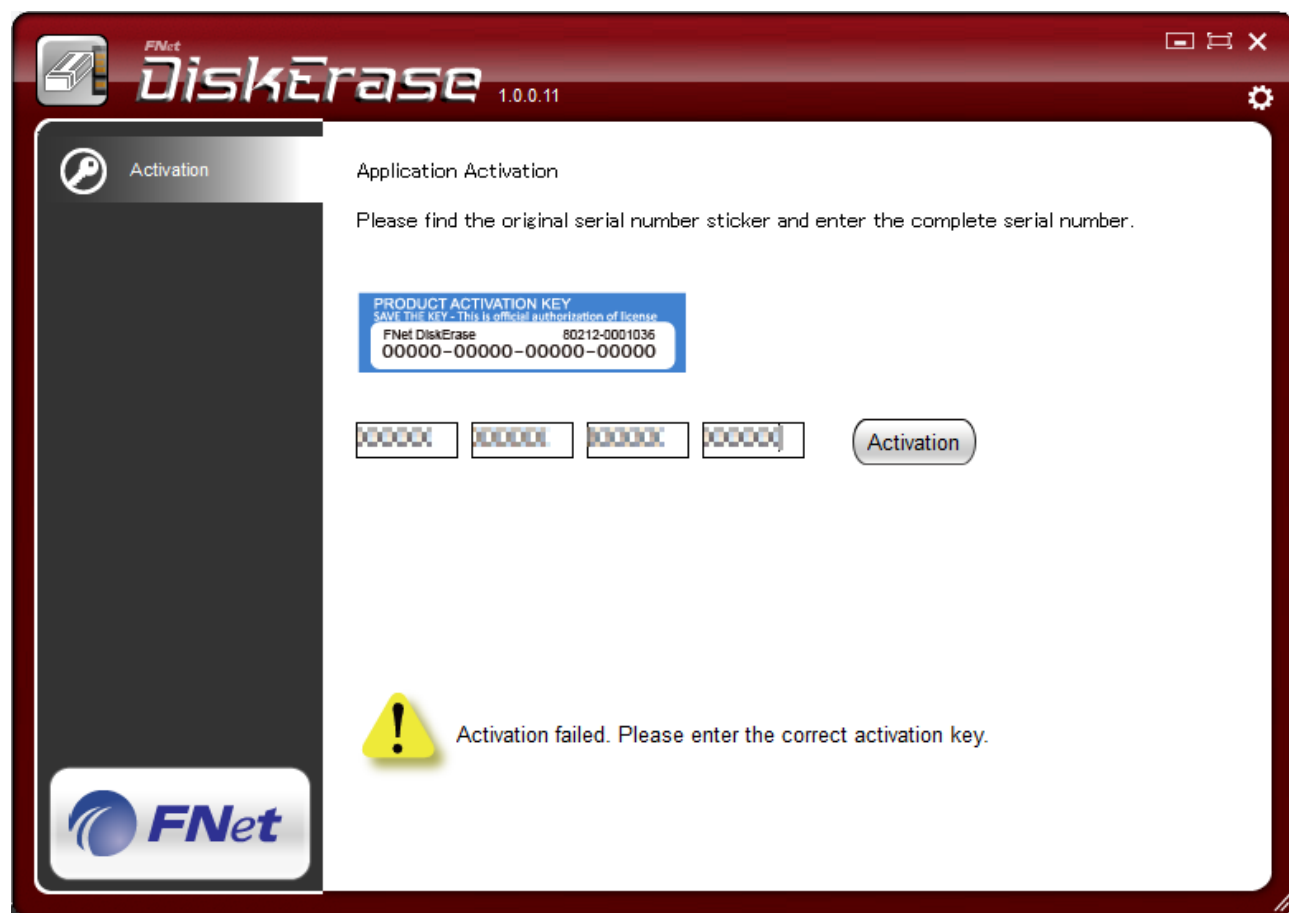 FNet
DiskErase 1.0.0.11
Activation
Application Activation
Please find the original serial number sticker and enter the complete serial number.
PRODUCT ACTIVATION KEY
SAVE THE KEY - This is official authorization of license
FNet DiskErase 80212-0001036
00000-00000-00000-00000
Activation
Activation failed. Please enter the correct activation key.
FNet